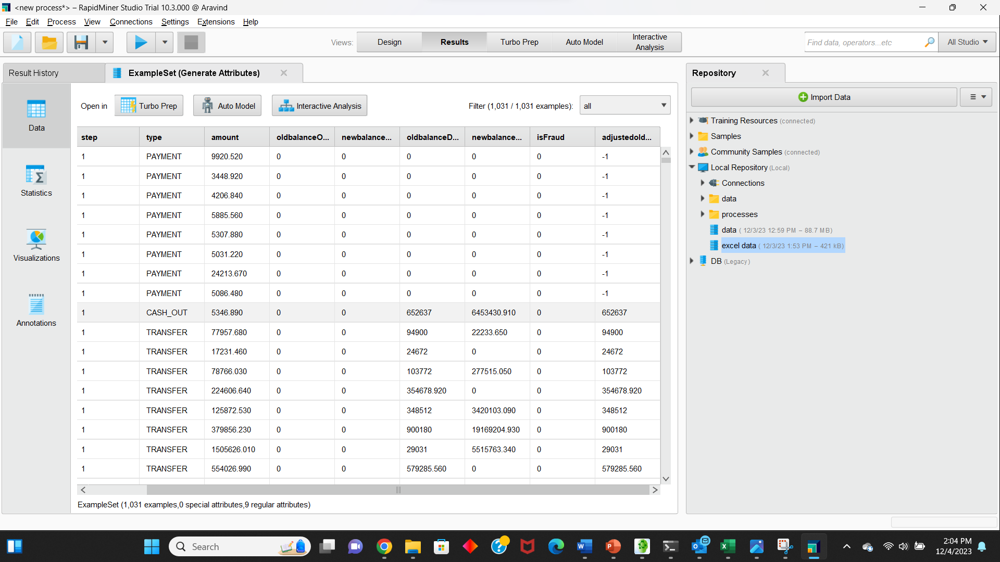 <new process*> – RapidMiner Studio Trial 10.3.000 @ Aravind
File Edit Process View Connections Settings Extensions Help
Views: Design Results Turbo Prep Auto Model Interactive Analysis
Find data, operators...etc All Studio
Result History ExampleSet (Generate Attributes)
Open in Turbo Prep Auto Model Interactive Analysis Filter (1,031 / 1,031 examples): all
Data
Statistics
Visualizations
Annotations
step type amount oldbalanceO... newbalance... oldbalanceD... newbalance... isFraud adjustedold...
1 PAYMENT 9920.520 0 0 0 0 0 -1
1 PAYMENT 3448.920 0 0 0 0 0 -1
1 PAYMENT 4206.840 0 0 0 0 0 -1
1 PAYMENT 5885.560 0 0 0 0 0 -1
1 PAYMENT 5307.880 0 0 0 0 0 -1
1 PAYMENT 5031.220 0 0 0 0 0 -1
1 PAYMENT 24213.670 0 0 0 0 0 -1
1 PAYMENT 5086.480 0 0 0 0 0 -1
1 CASH_OUT 5346.890 0 0 652637 6453430.910 0 652637
1 TRANSFER 77957.680 0 0 94900 22233.650 0 94900
1 TRANSFER 17231.460 0 0 24672 0 0 24672
1 TRANSFER 78766.030 0 0 103772 277515.050 0 103772
1 TRANSFER 224606.640 0 0 354678.920 0 0 354678.920
1 TRANSFER 125872.530 0 0 348512 3420103.090 0 348512
1 TRANSFER 379856.230 0 0 900180 19169204.930 0 900180
1 TRANSFER 1505626.010 0 0 29031 5515763.340 0 29031
1 TRANSFER 554026.990 0 0 579285.560 0 0 579285.560
ExampleSet (1,031 examples,0 special attributes,9 regular attributes)
Repository
Import Data
Training Resources (connected)
Samples
Community Samples (connected)
Local Repository (Local)
Connections
data
processes
data ( 12/3/23 12:59 PM – 88.7 MB)
excel data ( 12/3/23 1:53 PM – 421 kB)
DB (Legacy)
Search
2:04 PM
12/4/2023